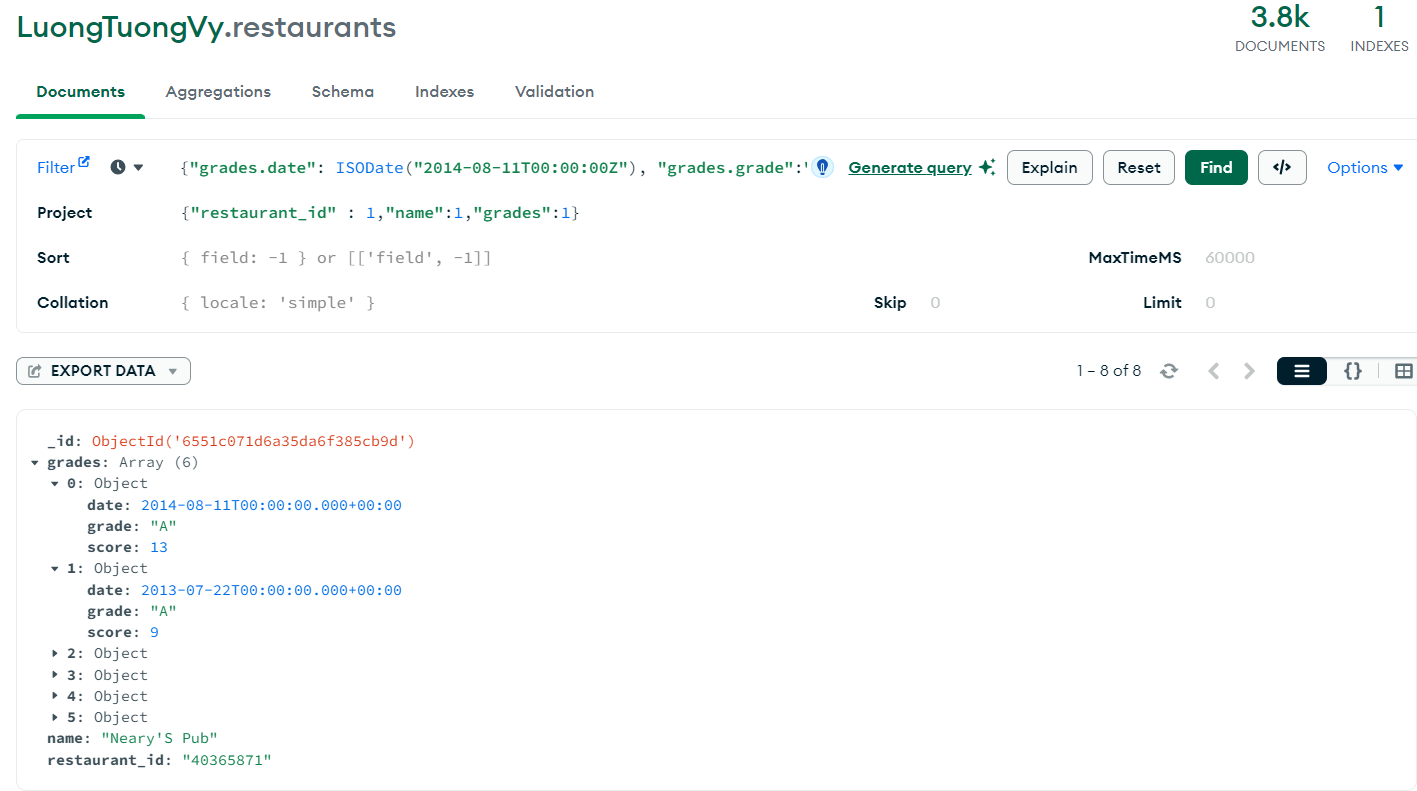 LuongTuongVy.restaurants
3.8k 1
DOCUMENTS INDEXES
Documents Aggregations Schema Indexes Validation
Filter {"grades.date": ISODate("2014-08-11T00:00:00Z"), "grades.grade":' Generate query Explain Reset Find </> Options
Project {"restaurant_id" : 1,"name":1,"grades":1}
Sort { field: -1 } or [['field', -1]] MaxTimeMS 60000
Collation { locale: 'simple' } Skip 0 Limit 0
EXPORT DATA 1 – 8 of 8 {}
_id: ObjectId('6551c071d6a35da6f385cb9d')
grades: Array (6)
0: Object
date: 2014-08-11T00:00:00.000+00:00
grade: "A"
score: 13
1: Object
date: 2013-07-22T00:00:00.000+00:00
grade: "A"
score: 9
2: Object
3: Object
4: Object
5: Object
name: "Neary'S Pub"
restaurant_id: "40365871"